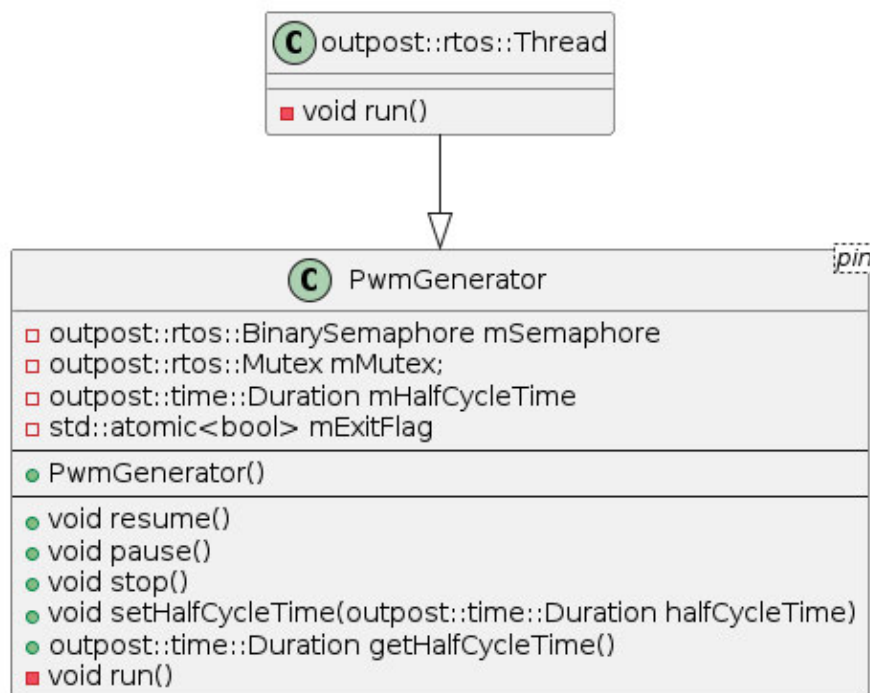 C outpost::rtos::Thread
void run()
pin
C PwmGenerator
outpost::rtos::BinarySemaphore mSemaphore
outpost::rtos::Mutex mMutex;
outpost::time::Duration mHalfCycleTime
std::atomic<bool> mExitFlag
PwmGenerator()
void resume()
void pause()
void stop()
void setHalfCycleTime(outpost::time::Duration halfCycleTime)
outpost::time::Duration getHalfCycleTime()
void run()